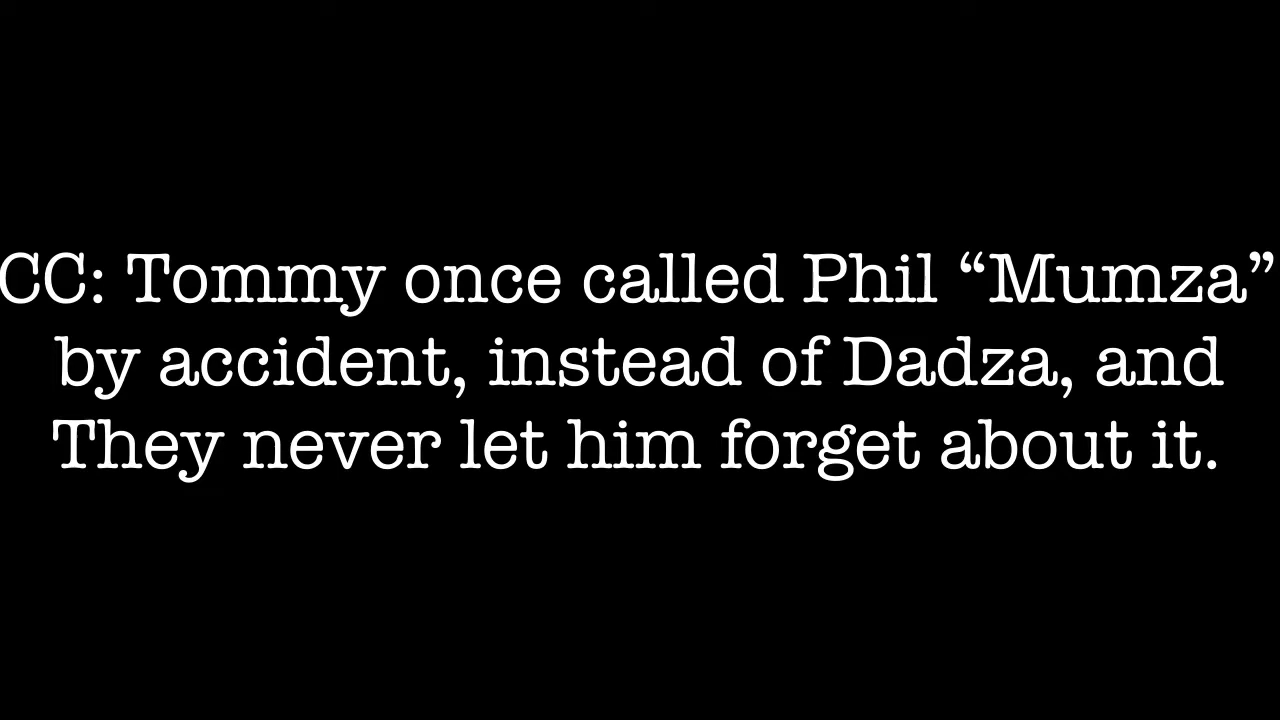 CC: Tommy once called Phil “Mumza”
by accident, instead of Dadza, and
They never let him forget about it.